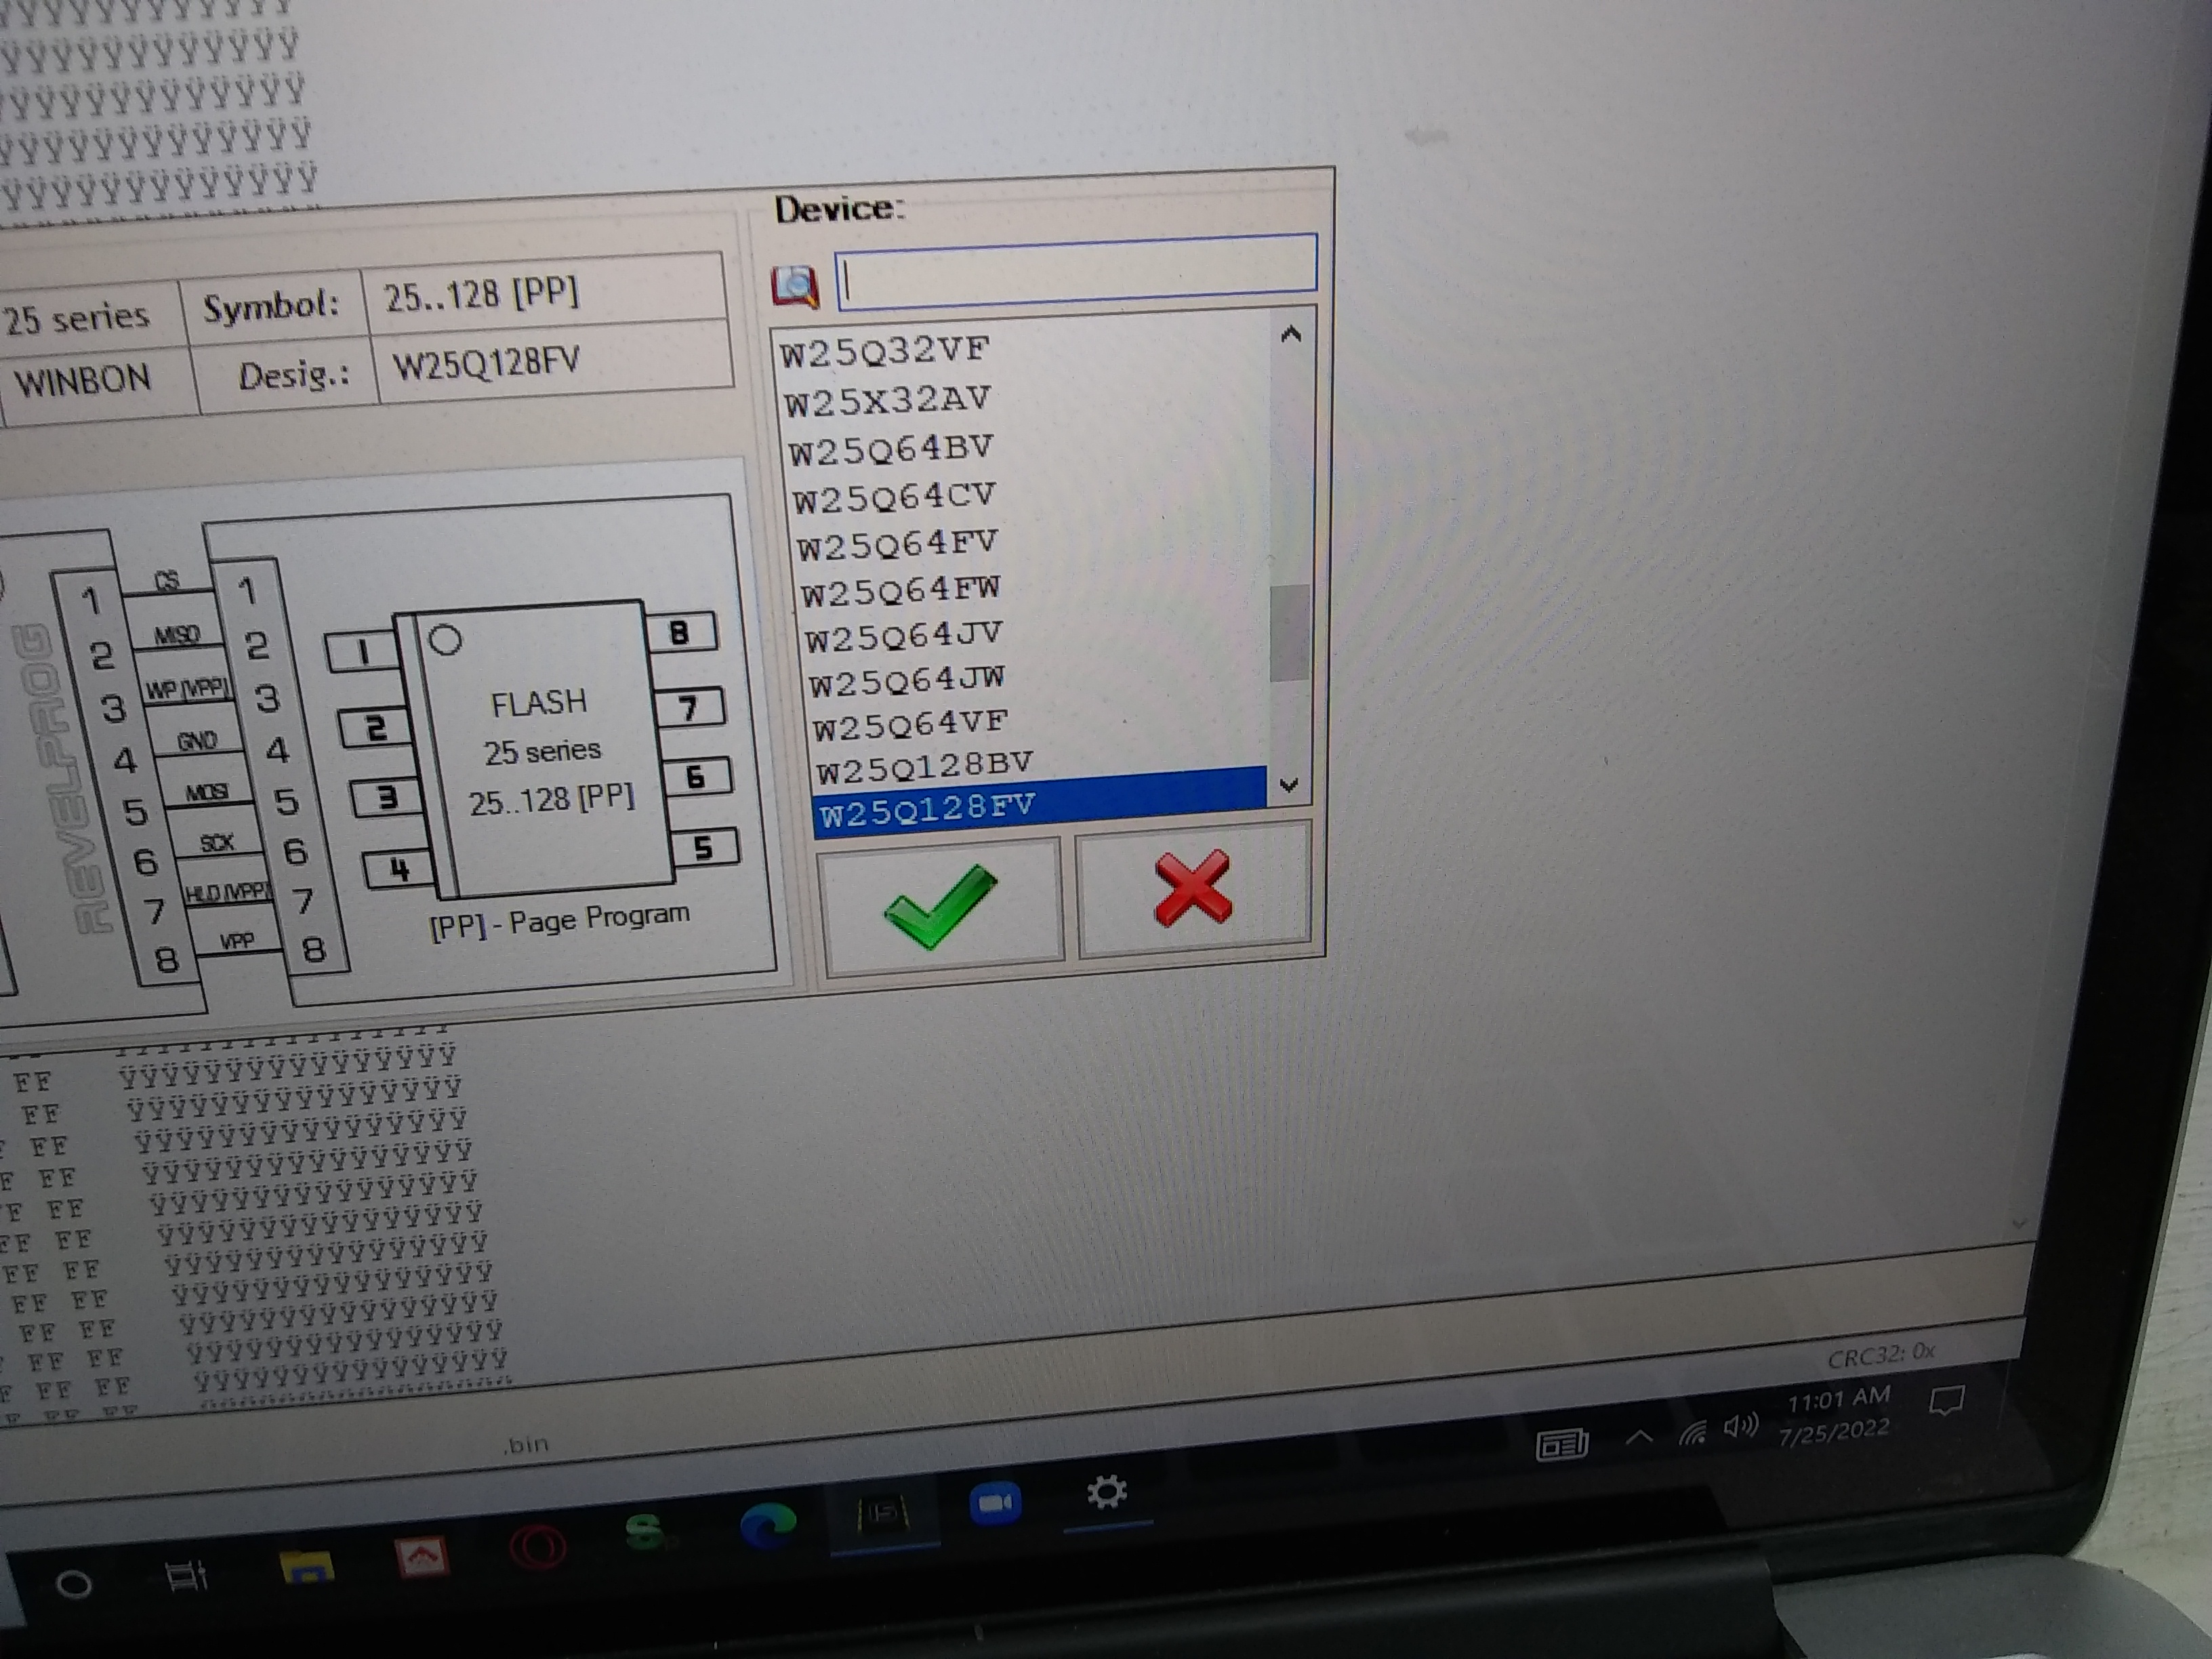 ÿÿÿÿÿÿÿÿÿÿÿÿ
ÿÿÿÿÿÿÿÿÿÿÿÿ
ÿÿÿÿÿÿÿÿÿÿÿÿ
ÿÿÿÿÿÿÿÿÿÿÿÿ
25 series Symbol: 25..128 [PP]
WINBON Desig.: W25Q128FV
REVELPROG
1 CS 1
2 MISO 2
3 WP [VPP] 3
4 GND 4
5 MOSI 5
6 SCK 6
7 HLD [VPP] 7
8 VPP 8
1 8
2 7
3 6
4 5
FLASH
25 series
25..128 [PP]
[PP] - Page Program
Device:
W25Q32VF
W25X32AV
W25Q64BV
W25Q64CV
W25Q64FV
W25Q64FW
W25Q64JV
W25Q64JW
W25Q64VF
W25Q128BV
W25Q128FV
FF ÿÿÿÿÿÿÿÿÿÿÿÿÿÿÿÿ
FF ÿÿÿÿÿÿÿÿÿÿÿÿÿÿÿÿ
FF ÿÿÿÿÿÿÿÿÿÿÿÿÿÿÿÿ
FF ÿÿÿÿÿÿÿÿÿÿÿÿÿÿÿÿ
FF ÿÿÿÿÿÿÿÿÿÿÿÿÿÿÿÿ
FF FF ÿÿÿÿÿÿÿÿÿÿÿÿÿÿÿÿ
FF FF ÿÿÿÿÿÿÿÿÿÿÿÿÿÿÿÿ
FF FF ÿÿÿÿÿÿÿÿÿÿÿÿÿÿÿÿ
FF FF ÿÿÿÿÿÿÿÿÿÿÿÿÿÿÿÿ
FF FF ÿÿÿÿÿÿÿÿÿÿÿÿÿÿÿÿ
FF FF ÿÿÿÿÿÿÿÿÿÿÿÿÿÿÿÿ
CRC32: 0x
.bin
11:01 AM
7/25/2022